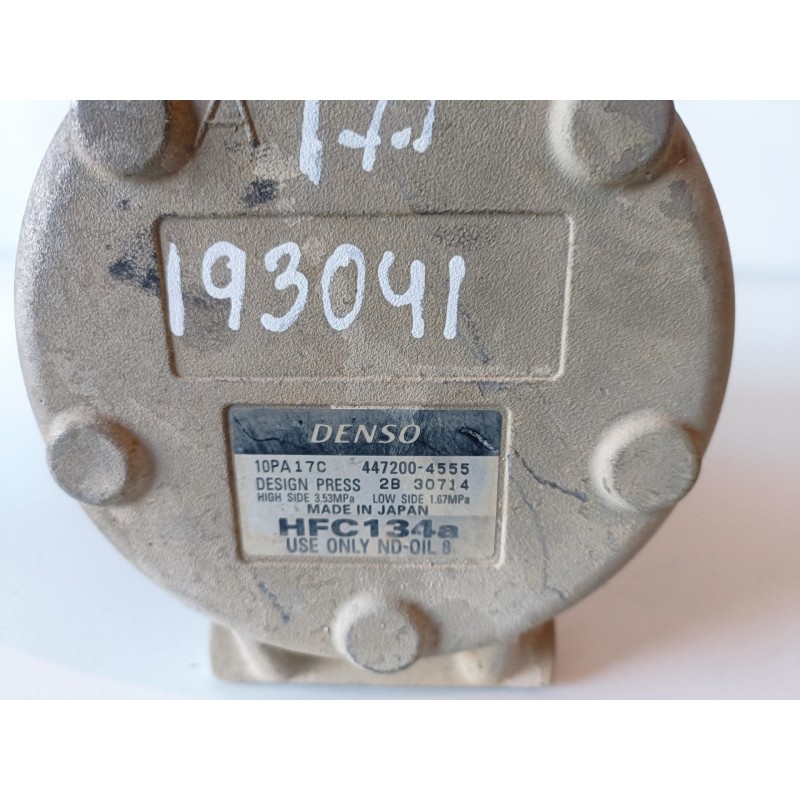 A
193041
DENSO
10PA17C 447200-4555
DESIGN PRESS 2B 30714
HIGH SIDE 3.53MPa LOW SIDE 1.67MPa
MADE IN JAPAN
HFC134a
USE ONLY ND-OIL 8